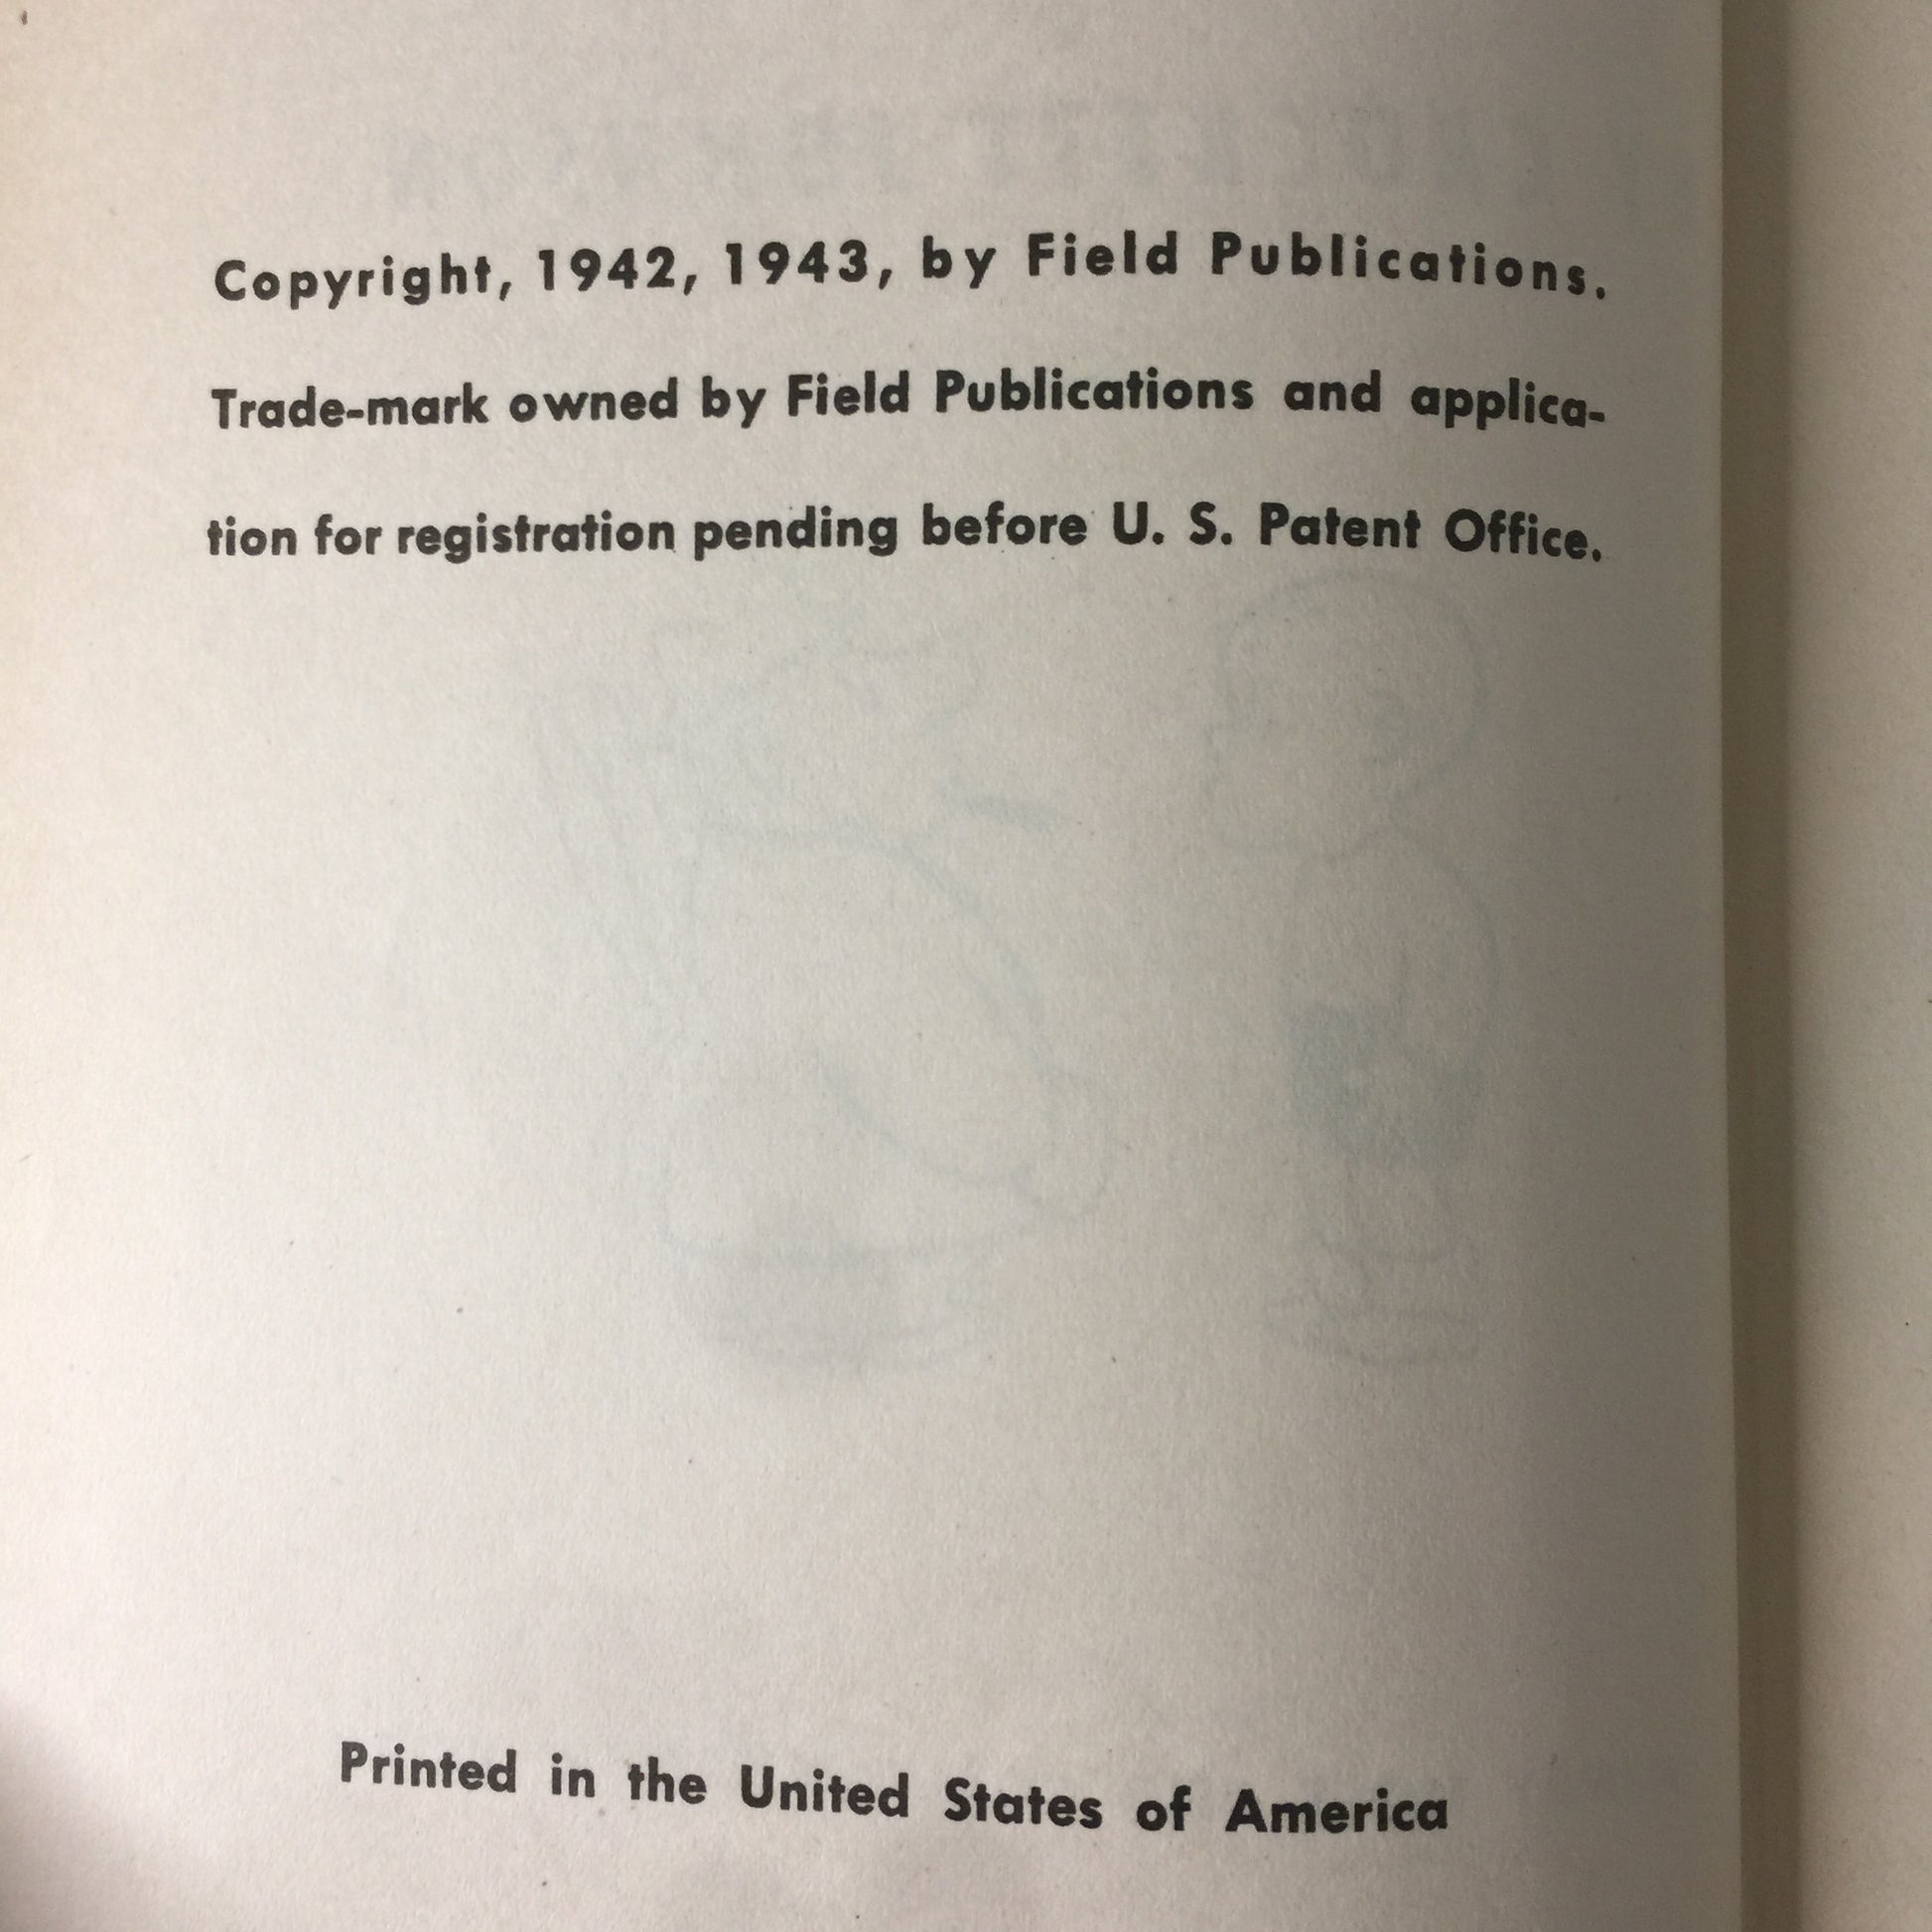 Copyright, 1942, 1943, by Field Publications.
Trade-mark owned by Field Publications and applica-
tion for registration pending before U. S. Patent Office.
Printed in the United States of America